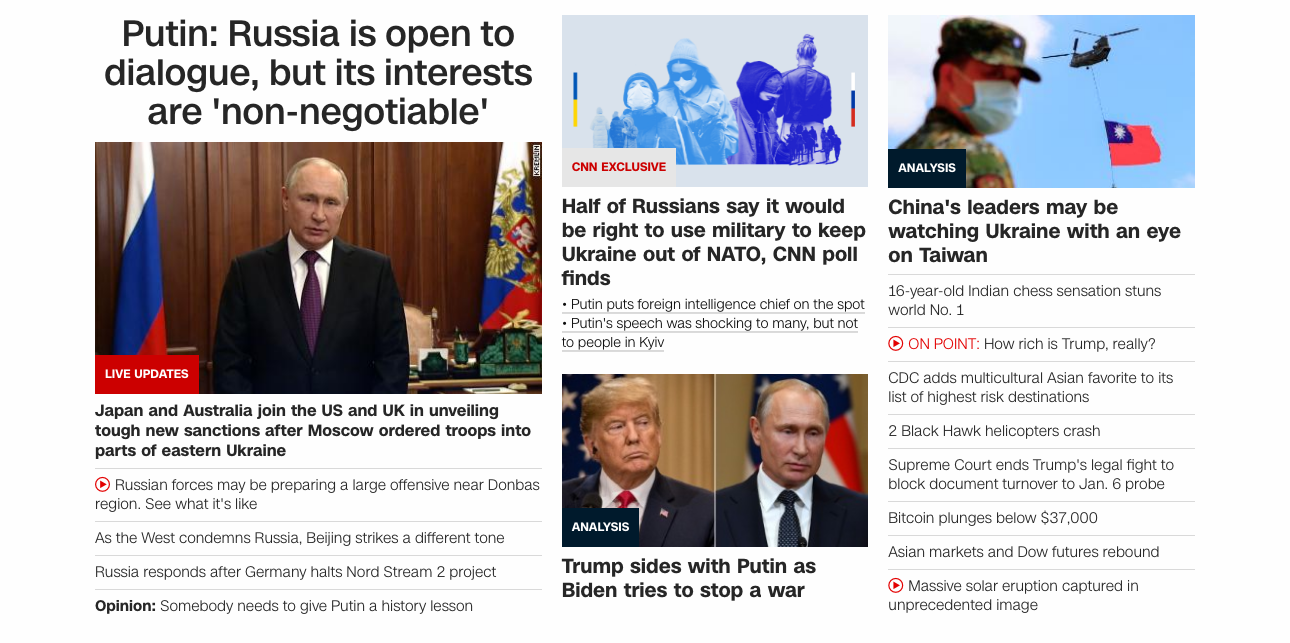 Putin: Russia is open to
dialogue, but its interests
are 'non-negotiable'
KREMLIN
LIVE UPDATES
Japan and Australia join the US and UK in unveiling
tough new sanctions after Moscow ordered troops into
parts of eastern Ukraine
Russian forces may be preparing a large offensive near Donbas
region. See what it's like
As the West condemns Russia, Beijing strikes a different tone
Russia responds after Germany halts Nord Stream 2 project
Opinion: Somebody needs to give Putin a history lesson
CNN EXCLUSIVE
Half of Russians say it would
be right to use military to keep
Ukraine out of NATO, CNN poll
finds
• Putin puts foreign intelligence chief on the spot
• Putin's speech was shocking to many, but not
to people in Kyiv
ANALYSIS
Trump sides with Putin as
Biden tries to stop a war
ANALYSIS
China's leaders may be
watching Ukraine with an eye
on Taiwan
16-year-old Indian chess sensation stuns
world No. 1
ON POINT: How rich is Trump, really?
CDC adds multicultural Asian favorite to its
list of highest risk destinations
2 Black Hawk helicopters crash
Supreme Court ends Trump's legal fight to
block document turnover to Jan. 6 probe
Bitcoin plunges below $37,000
Asian markets and Dow futures rebound
Massive solar eruption captured in
unprecedented image